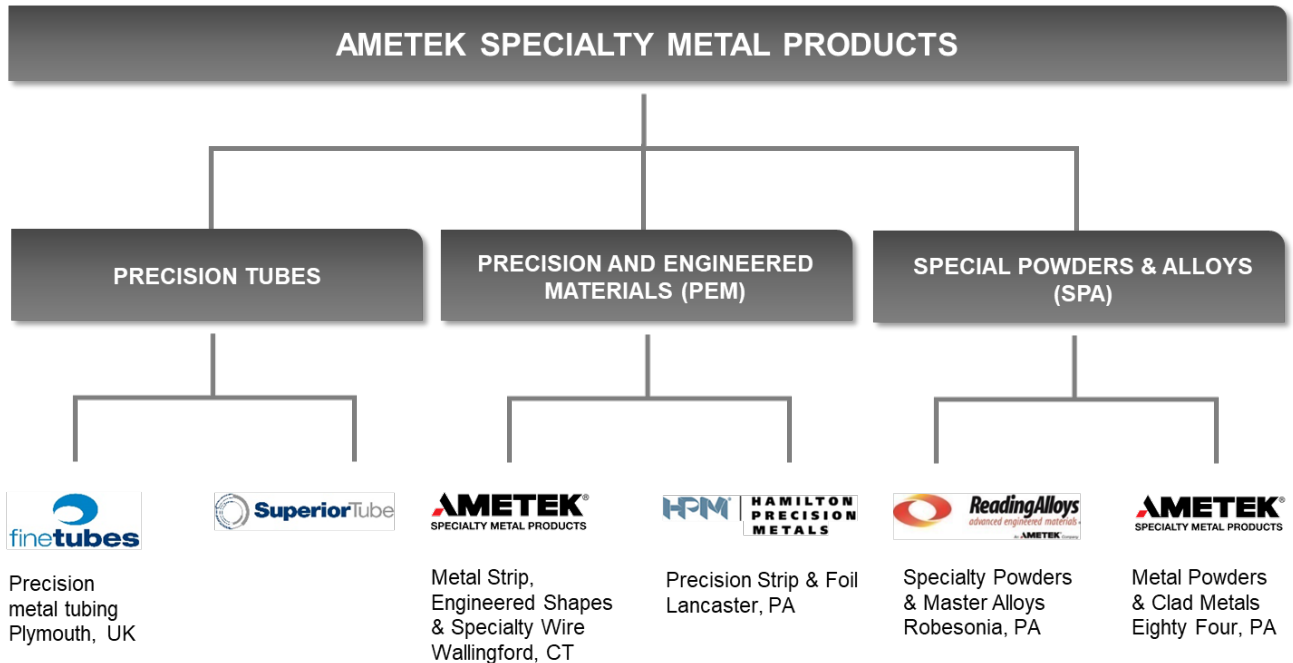 AMETEK SPECIALTY METAL PRODUCTS
PRECISION TUBES
PRECISION AND ENGINEERED
MATERIALS (PEM)
SPECIAL POWDERS & ALLOYS
(SPA)
finetubes
Precision
metal tubing
Plymouth, UK
SuperiorTube
AMETEK®
SPECIALTY METAL PRODUCTS
Metal Strip,
Engineered Shapes
& Specialty Wire
Wallingford, CT
HPM
HAMILTON
PRECISION
METALS
Precision Strip & Foil
Lancaster, PA
ReadingAlloys
advanced engineered materials
An AMETEK® Company
Specialty Powders
& Master Alloys
Robesonia, PA
AMETEK®
SPECIALTY METAL PRODUCTS
Metal Powders
& Clad Metals
Eighty Four, PA